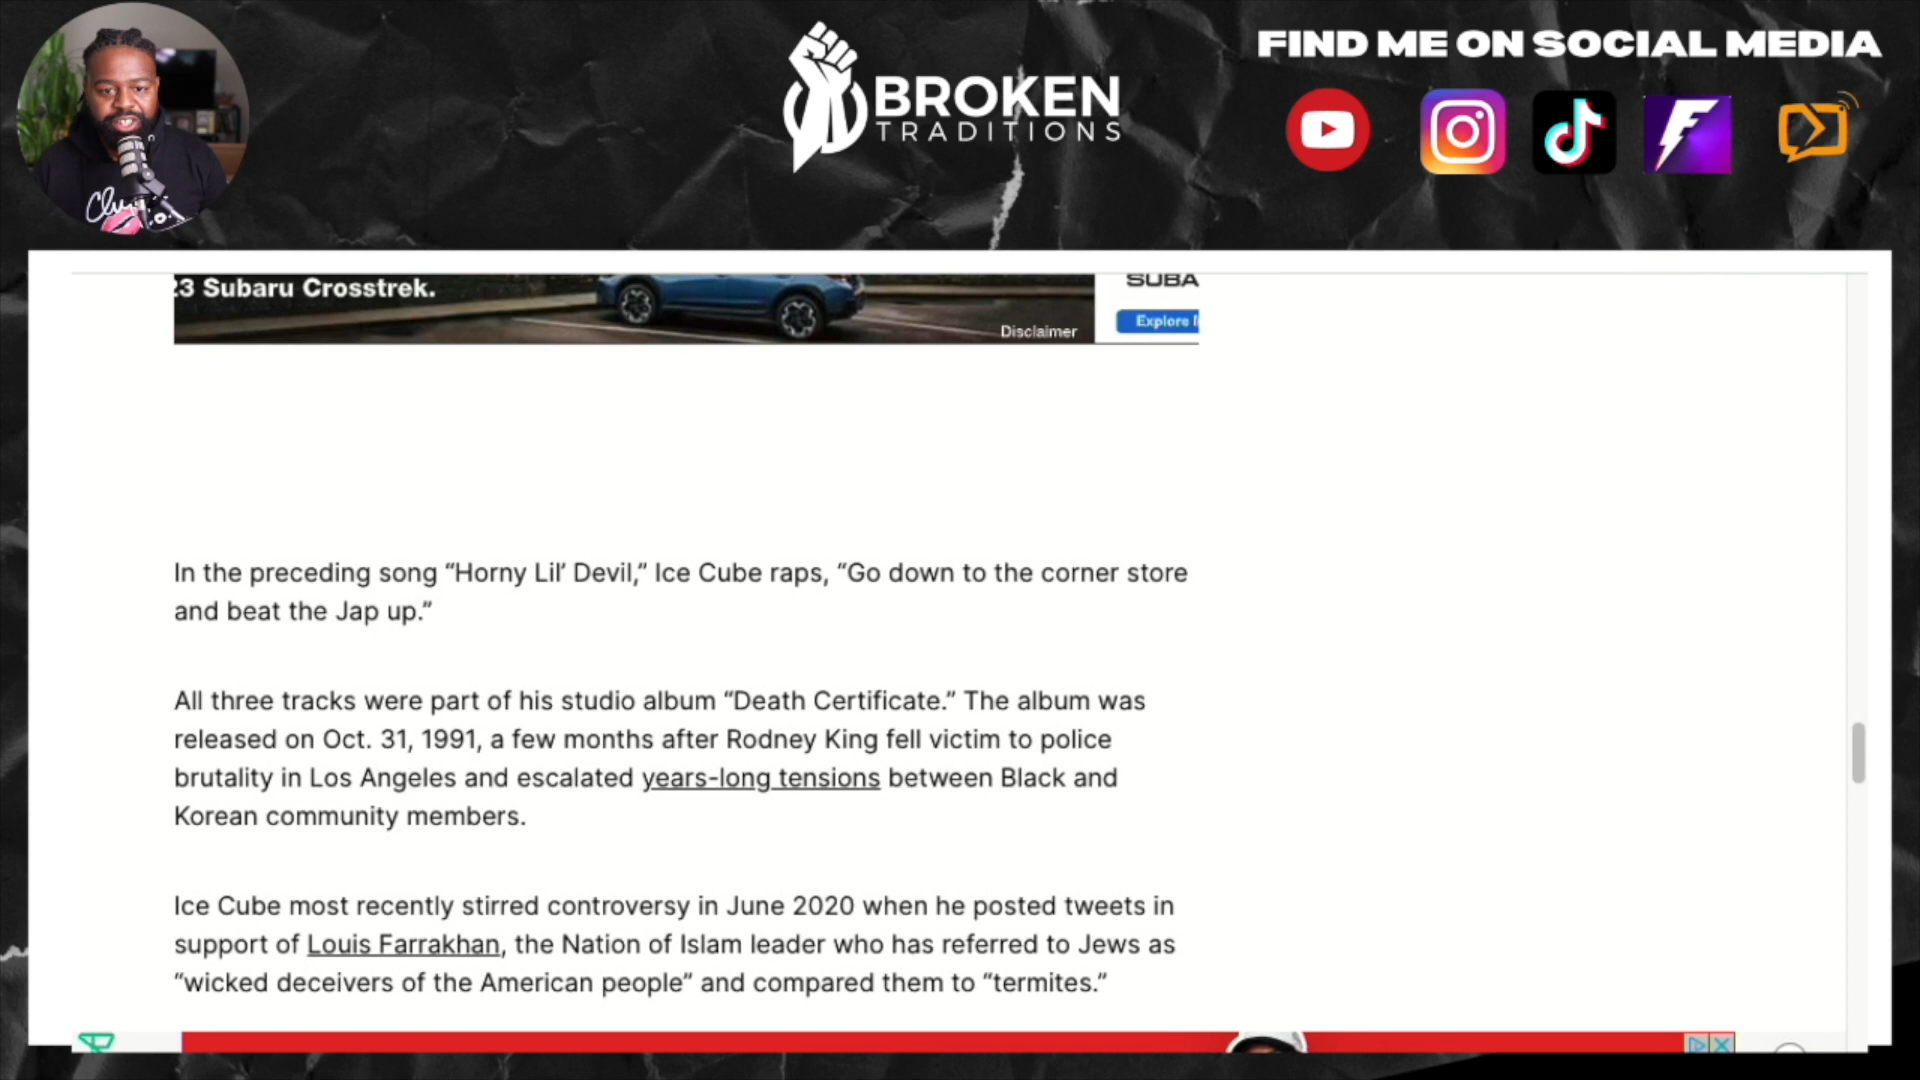 FIND ME ON SOCIAL MEDIA
BROKEN
TRADITIONS
23 Subaru Crosstrek.
SUBA
Explore
Disclaimer
In the preceding song “Horny Lil’ Devil,” Ice Cube raps, “Go down to the corner store
and beat the Jap up.”
All three tracks were part of his studio album “Death Certificate.” The album was
released on Oct. 31, 1991, a few months after Rodney King fell victim to police
brutality in Los Angeles and escalated years-long tensions between Black and
Korean community members.
Ice Cube most recently stirred controversy in June 2020 when he posted tweets in
support of Louis Farrakhan, the Nation of Islam leader who has referred to Jews as
“wicked deceivers of the American people” and compared them to “termites.”